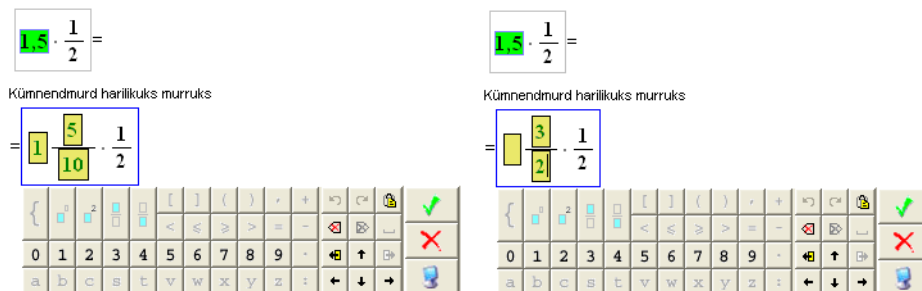 1,5 · 1/2 =
Kümnendmurd harilikuks murruks
= 1 5/10 · 1/2
{ [ ] ( ) , +
< ⩽ ⩾ > = -
0 1 2 3 4 5 6 7 8 9 ·
a b c s t v w x y z :
1,5 · 1/2 =
Kümnendmurd harilikuks murruks
= 3/2 · 1/2
{ [ ] ( ) , +
< ⩽ ⩾ > = -
0 1 2 3 4 5 6 7 8 9 ·
a b c s t v w x y z :